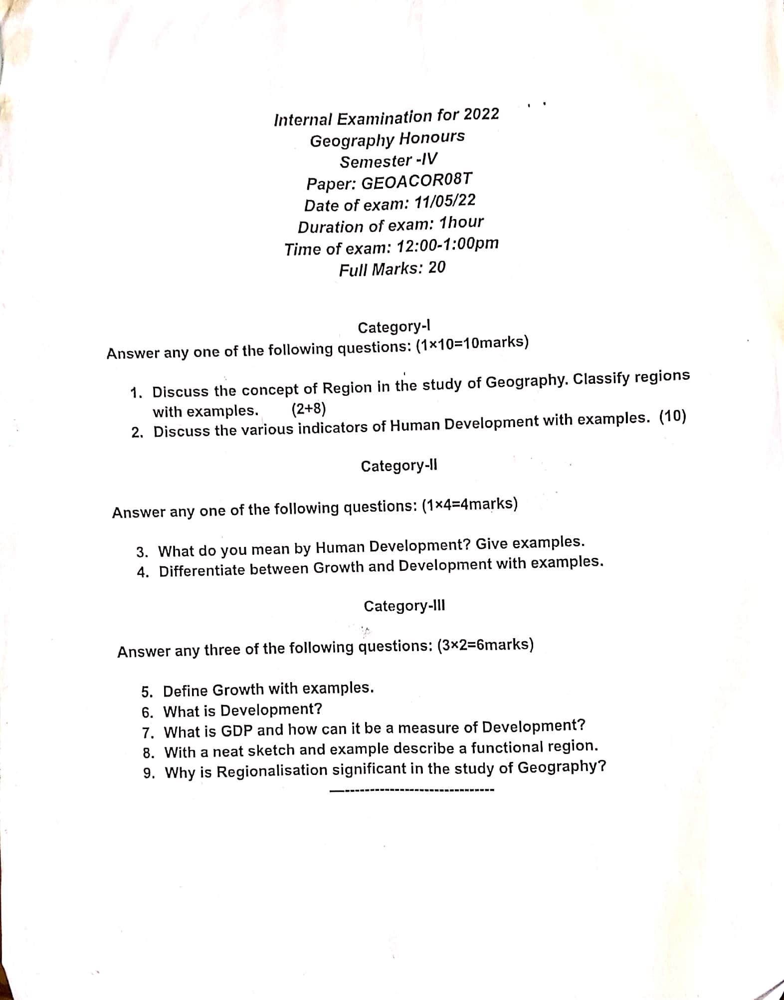 Internal Examination for 2022
Geography Honours
Semester -IV
Paper: GEOACOR08T
Date of exam: 11/05/22
Duration of exam: 1hour
Time of exam: 12:00-1:00pm
Full Marks: 20
Category-I
Answer any one of the following questions: (1×10=10marks)
1. Discuss the concept of Region in the study of Geography. Classify regions
with examples. (2+8)
2. Discuss the various indicators of Human Development with examples. (10)
Category-II
Answer any one of the following questions: (1×4=4marks)
3. What do you mean by Human Development? Give examples.
4. Differentiate between Growth and Development with examples.
Category-III
Answer any three of the following questions: (3×2=6marks)
5. Define Growth with examples.
6. What is Development?
7. What is GDP and how can it be a measure of Development?
8. With a neat sketch and example describe a functional region.
9. Why is Regionalisation significant in the study of Geography?